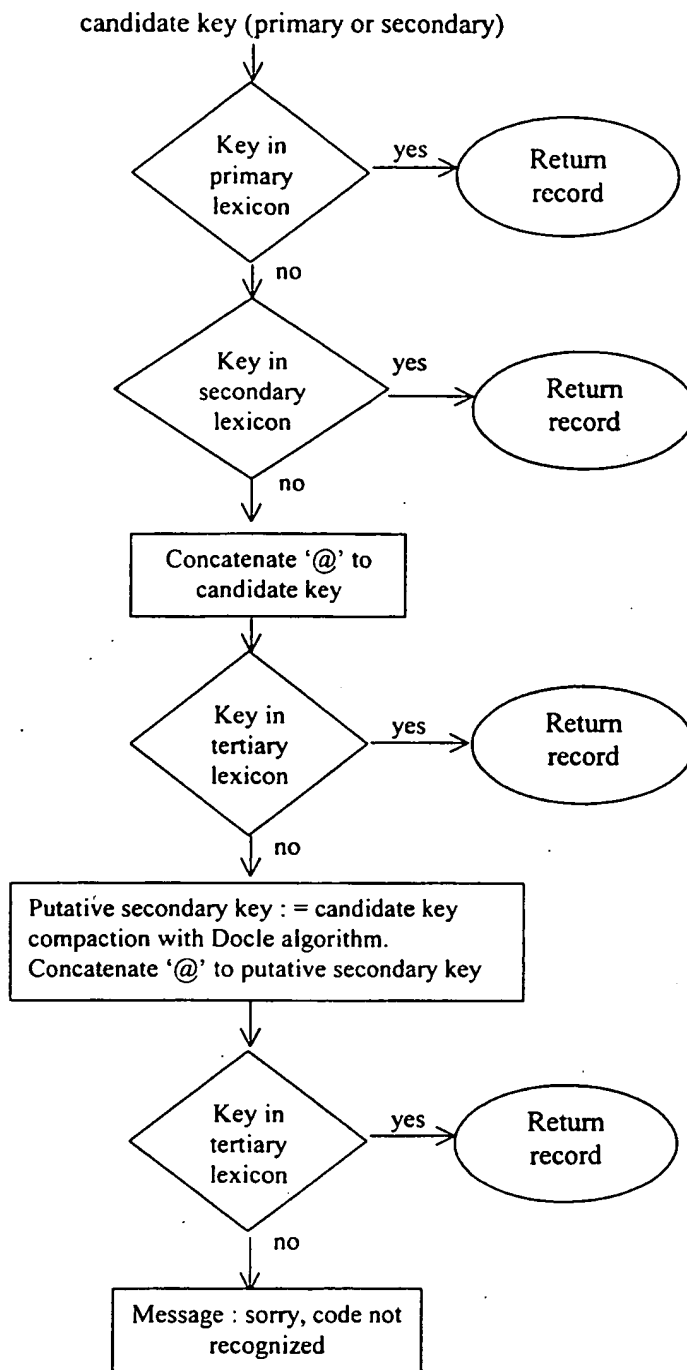 candidate key (primary or secondary)
Key in
primary
lexicon
yes
Return
record
no
Key in
secondary
lexicon
yes
Return
record
no
Concatenate ‘@’ to
candidate key
Key in
tertiary
lexicon
yes
Return
record
no
Putative secondary key : = candidate key
compaction with Docle algorithm.
Concatenate ‘@’ to putative secondary key
Key in
tertiary
lexicon
yes
Return
record
no
Message : sorry, code not
recognized